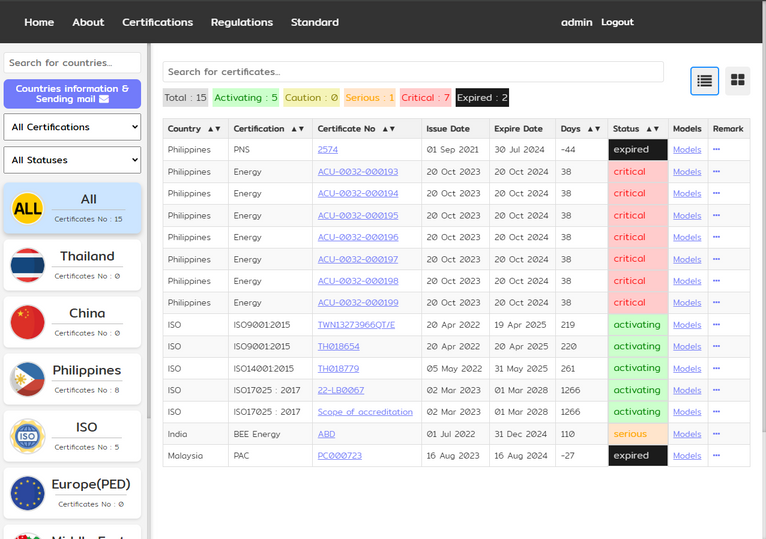 Home About Certifications Regulations Standard admin Logout
Search for countries..
Countries information &
Sending mail
All Certifications
All Statuses
ALL
All
Certificates No : 15
Thailand
Certificates No : 0
China
Certificates No : 0
Philippines
Certificates No : 8
ISO
ISO
Certificates No : 5
Europe(PED)
Certificates No : 0
Middle East
Search for certificates..
Total : 15 Activating : 5 Caution : 0 Serious : 1 Critical : 7 Expired : 2
Country ▲▼ Certification ▲▼ Certificate No ▲▼ Issue Date Expire Date Days ▲▼ Status ▲▼ Models Remark
Philippines PNS 2574 01 Sep 2021 30 Jul 2024 -44 expired Models ···
Philippines Energy ACU-0032-000193 20 Oct 2023 20 Oct 2024 38 critical Models ···
Philippines Energy ACU-0032-000194 20 Oct 2023 20 Oct 2024 38 critical Models ···
Philippines Energy ACU-0032-000195 20 Oct 2023 20 Oct 2024 38 critical Models ···
Philippines Energy ACU-0032-000196 20 Oct 2023 20 Oct 2024 38 critical Models ···
Philippines Energy ACU-0032-000197 20 Oct 2023 20 Oct 2024 38 critical Models ···
Philippines Energy ACU-0032-000198 20 Oct 2023 20 Oct 2024 38 critical Models ···
Philippines Energy ACU-0032-000199 20 Oct 2023 20 Oct 2024 38 critical Models ···
ISO ISO9001:2015 TWN13273966QT/E 20 Apr 2022 19 Apr 2025 219 activating Models ···
ISO ISO9001:2015 TH018654 20 Apr 2022 20 Apr 2025 220 activating Models ···
ISO ISO14001:2015 TH018779 05 May 2022 31 May 2025 261 activating Models ···
ISO ISO17025 : 2017 22-LB0067 02 Mar 2023 01 Mar 2028 1266 activating Models ···
ISO ISO17025 : 2017 Scope of accreditation 02 Mar 2023 01 Mar 2028 1266 activating Models ···
India BEE Energy ABD 01 Jul 2022 31 Dec 2024 110 serious Models ···
Malaysia PAC PC000723 16 Aug 2023 16 Aug 2024 -27 expired Models ···